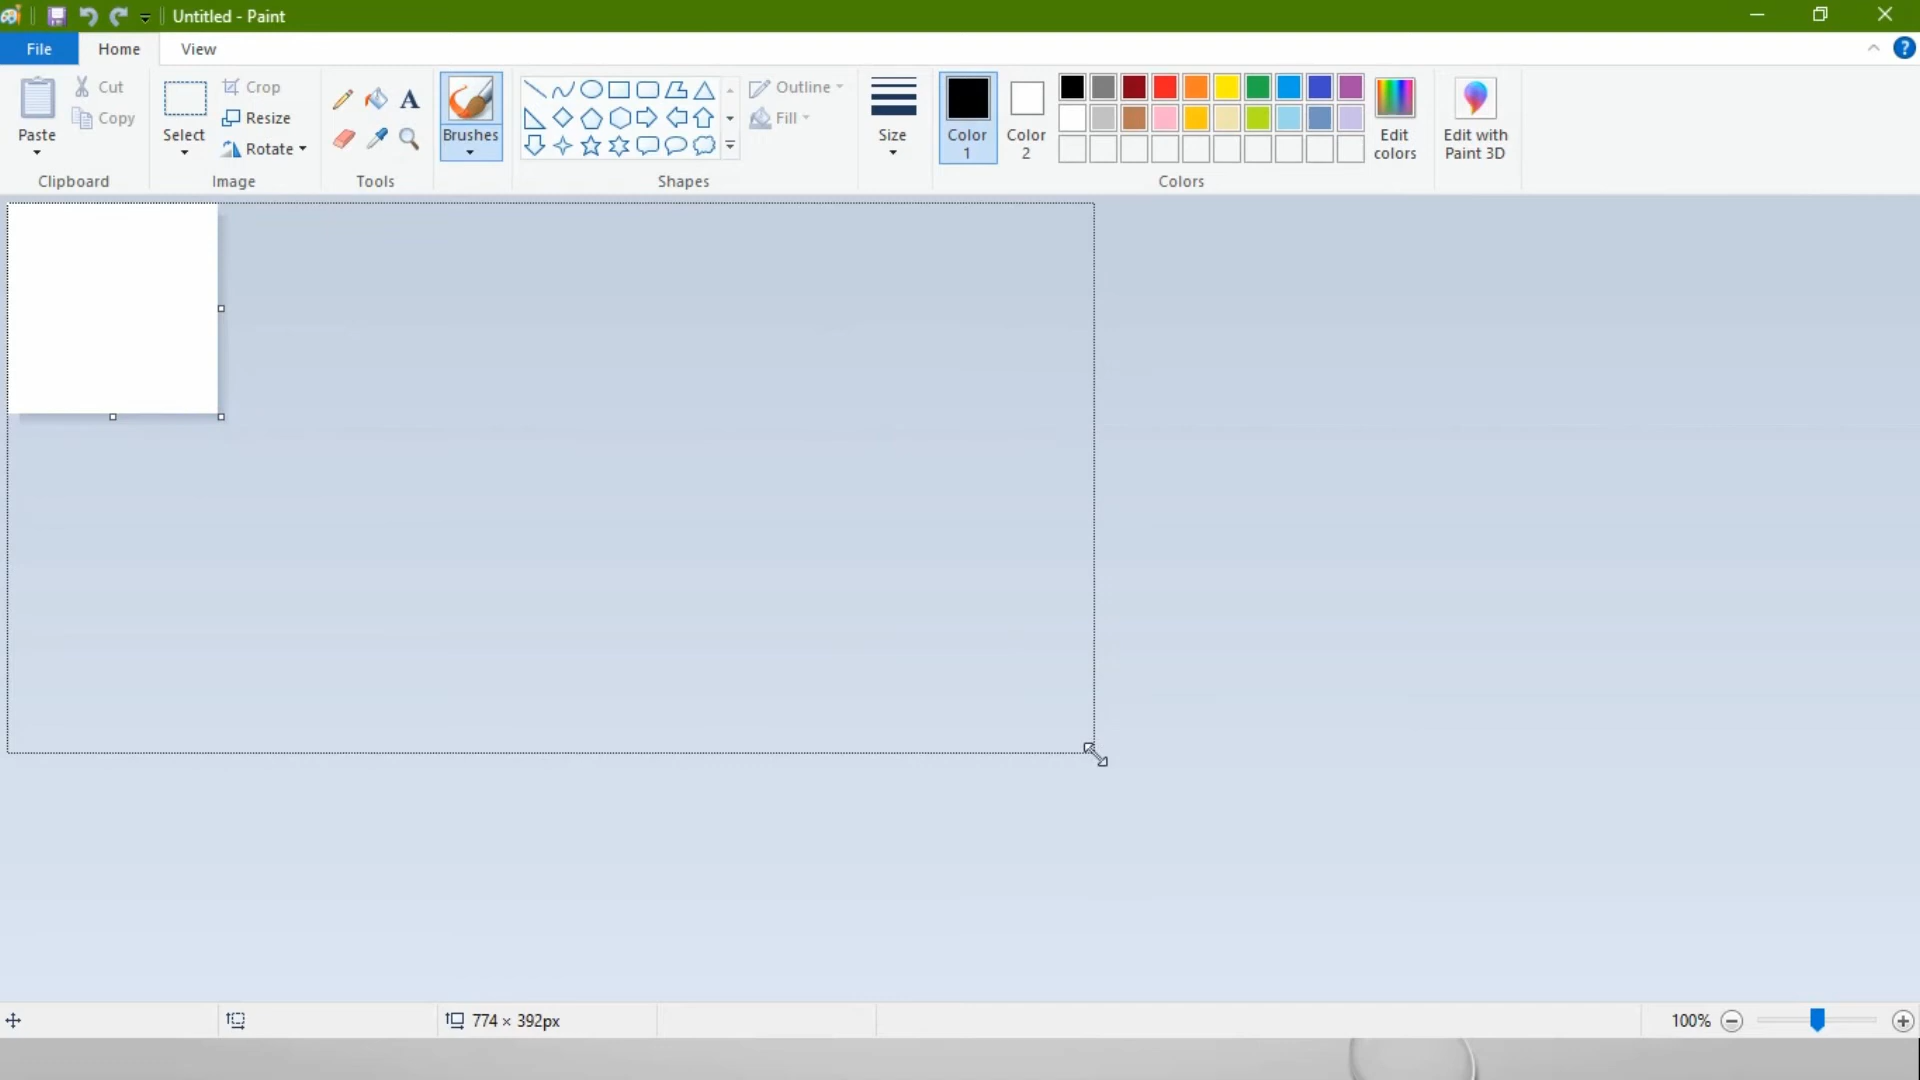 Untitled - Paint
File Home View
Paste
Cut
Copy
Clipboard
Select
Crop
Resize
Rotate
Image
A
Tools
Brushes
Shapes
Outline
Fill
Size
Color 1
Color 2
Colors
Edit colors
Edit with Paint 3D
?
774 × 392px
100%